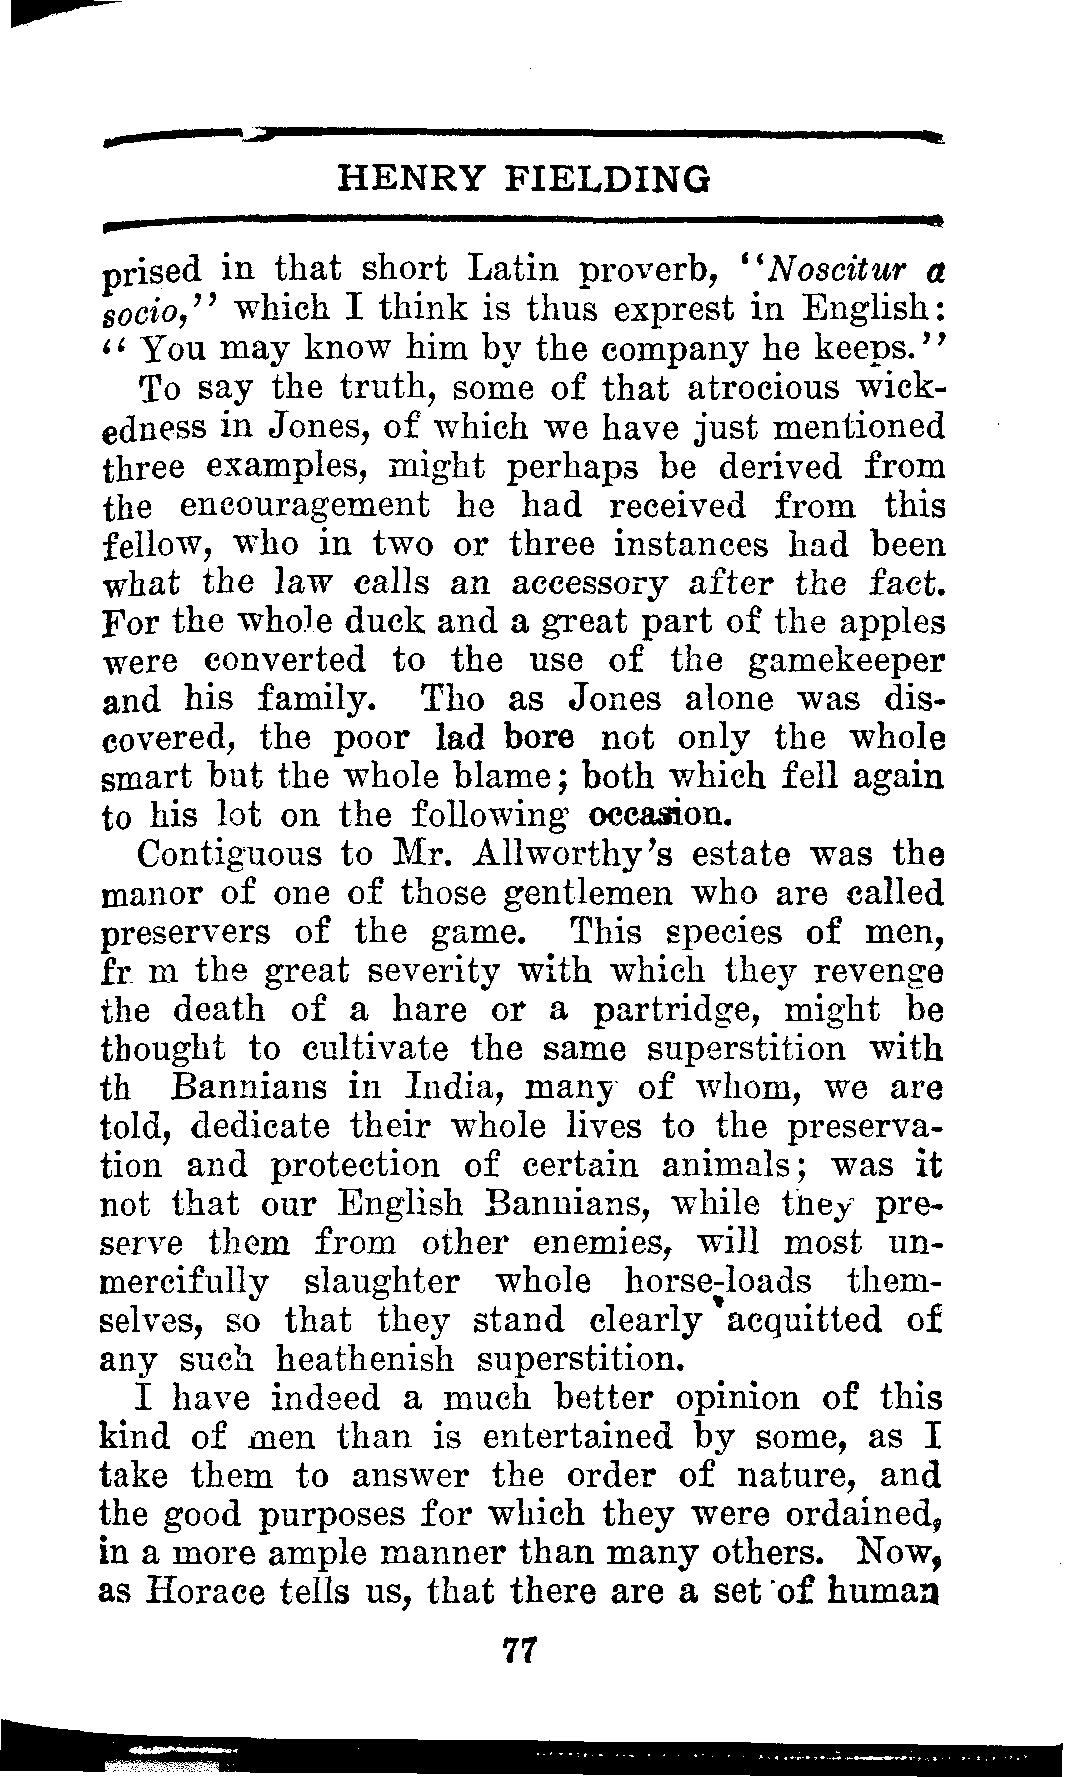 HENRY FIELDING
prised in that short Latin proverb, "Noscitur a
socio," which I think is thus exprest in English:
"You may know him by the company he keeps."
To say the truth, some of that atrocious wick-
edness in Jones, of which we have just mentioned
three examples, might perhaps be derived from
the encouragement he had received from this
fellow, who in two or three instances had been
what the law calls an accessory after the fact.
For the whole duck and a great part of the apples
were converted to the use of the gamekeeper
and his family. Tho as Jones alone was dis-
covered, the poor lad bore not only the whole
smart but the whole blame; both which fell again
to his lot on the following occasion.
Contiguous to Mr. Allworthy's estate was the
manor of one of those gentlemen who are called
preservers of the game. This species of men,
fr m the great severity with which they revenge
the death of a hare or a partridge, might be
thought to cultivate the same superstition with
th Bannians in India, many of whom, we are
told, dedicate their whole lives to the preserva-
tion and protection of certain animals; was it
not that our English Bannians, while they pre-
serve them from other enemies, will most un-
mercifully slaughter whole horse-loads them-
selves, so that they stand clearly acquitted of
any such heathenish superstition.
I have indeed a much better opinion of this
kind of men than is entertained by some, as I
take them to answer the order of nature, and
the good purposes for which they were ordained,
in a more ample manner than many others. Now,
as Horace tells us, that there are a set of human
77